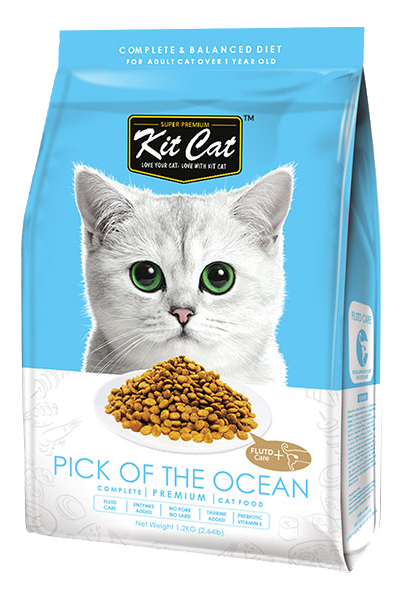 COMPLETE & BALANCED DIET
FOR ADULT CAT OVER 1 YEAR OLD
SUPER PREMIUM
Kit Cat
TM
LOVE YOUR CAT, LOVE WITH KIT CAT
FLUTD CARE
FLUTD +
Care
PICK OF THE OCEAN
COMPLETE | PREMIUM | CAT FOOD
FLUTD CARE
ENZYMES ADDED
NO PORK NO LARD
TAURINE ADDED
PREBIOTIC VITAMIN E
Net Weight 1.2KG (2.64lb)